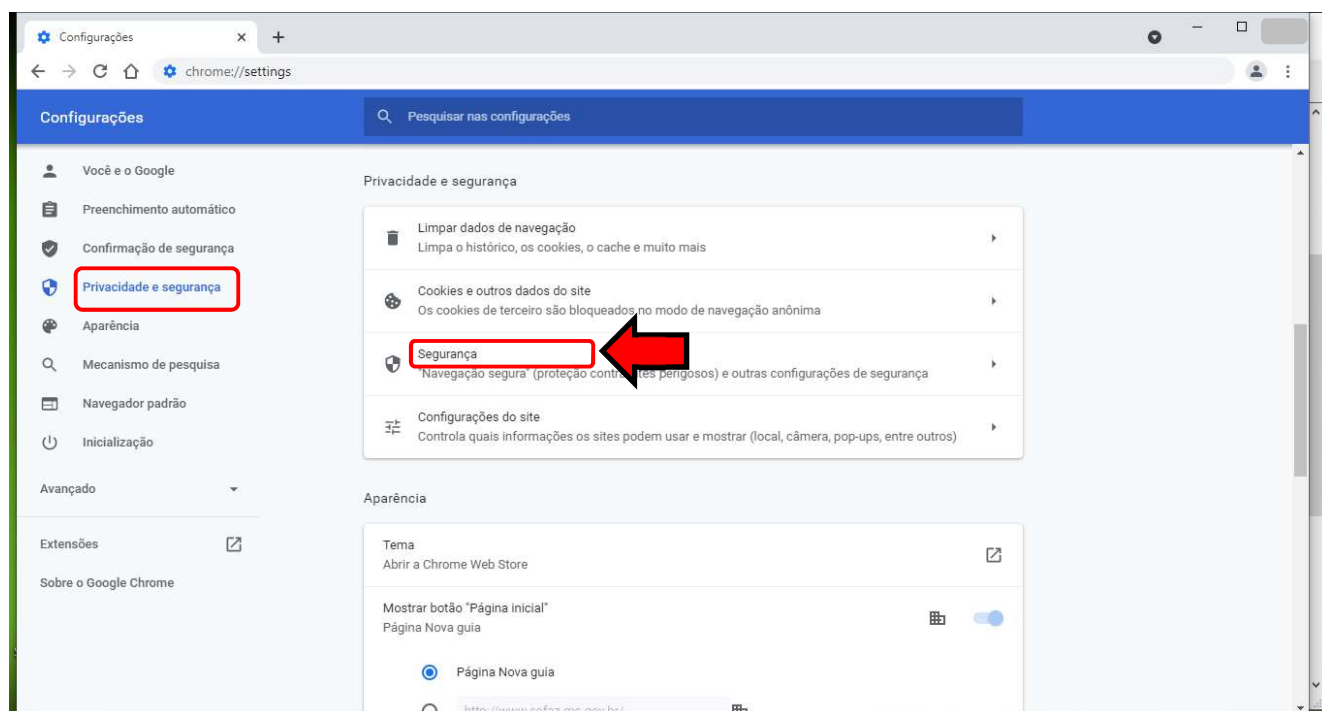 Configurações
chrome://settings
Configurações
Pesquisar nas configurações
Você e o Google
Preenchimento automático
Confirmação de segurança
Privacidade e segurança
Aparência
Mecanismo de pesquisa
Navegador padrão
Inicialização
Avançado
Extensões
Sobre o Google Chrome
Privacidade e segurança
Limpar dados de navegação
Limpa o histórico, os cookies, o cache e muito mais
Cookies e outros dados do site
Os cookies de terceiro são bloqueados no modo de navegação anônima
Segurança
"Navegação segura" (proteção contra sites perigosos) e outras configurações de segurança
Configurações do site
Controla quais informações os sites podem usar e mostrar (local, câmera, pop-ups, entre outros)
Aparência
Tema
Abrir a Chrome Web Store
Mostrar botão "Página inicial"
Página Nova guia
Página Nova guia